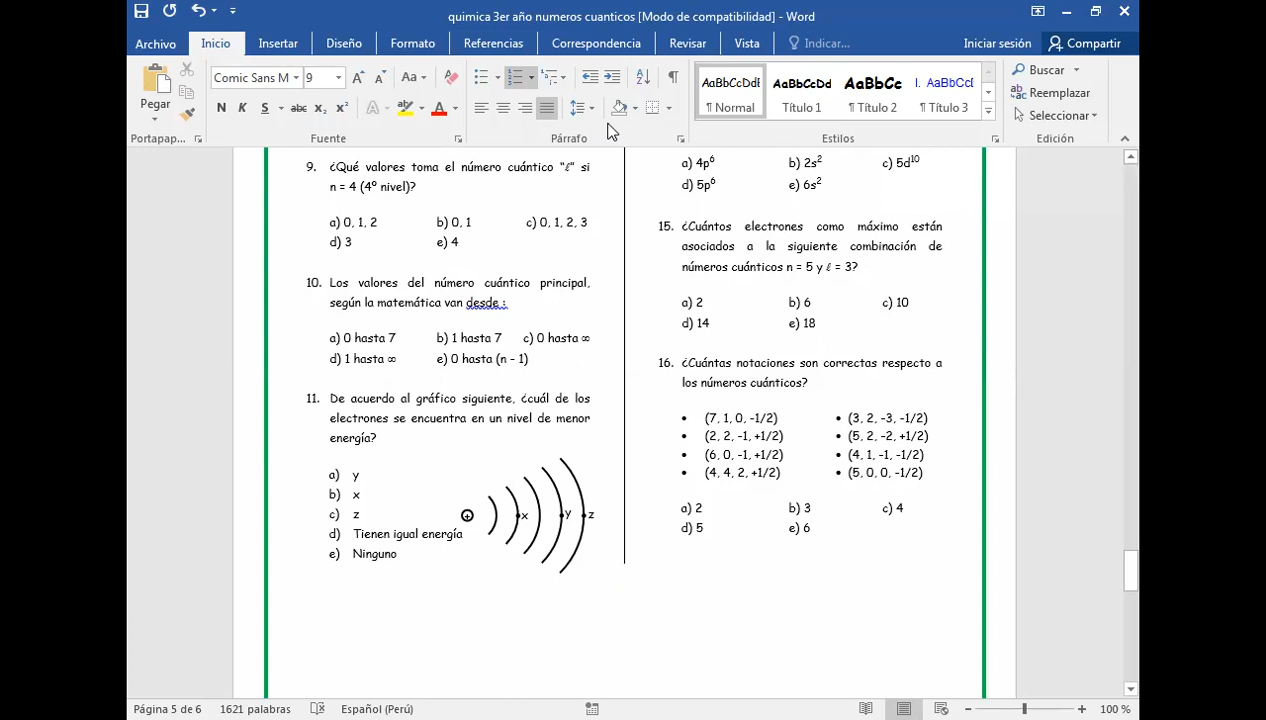 quimica 3er año numeros cuanticos [Modo de compatibilidad] - Word
Archivo Inicio Insertar Diseño Formato Referencias Correspondencia Revisar Vista Indicar... Iniciar sesión Compartir
Pegar
Comic Sans M 9
Aa
N K S abc x₂ x²
A
AaBbCcDdE AaBbCcDd AaBbCc I. AaBbCcD
¶ Normal Título 1 ¶ Título 2 ¶ Título 3
Buscar
Reemplazar
Seleccionar
Portapap... Fuente Párrafo Estilos Edición
9. ¿Qué valores toma el número cuántico “ℓ” si
n = 4 (4º nivel)?
a) 0, 1, 2 b) 0, 1 c) 0, 1, 2, 3
d) 3 e) 4
10. Los valores del número cuántico principal,
según la matemática van desde :
a) 0 hasta 7 b) 1 hasta 7 c) 0 hasta ∞
d) 1 hasta ∞ e) 0 hasta (n - 1)
11. De acuerdo al gráfico siguiente, ¿cuál de los
electrones se encuentra en un nivel de menor
energía?
a) y
b) x
c) z
d) Tienen igual energía
e) Ninguno
+ x y z
a) 4p⁶ b) 2s² c) 5d¹⁰
d) 5p⁶ e) 6s²
15. ¿Cuántos electrones como máximo están
asociados a la siguiente combinación de
números cuánticos n = 5 y ℓ = 3?
a) 2 b) 6 c) 10
d) 14 e) 18
16. ¿Cuántas notaciones son correctas respecto a
los números cuánticos?
• (7, 1, 0, -1/2) • (3, 2, -3, -1/2)
• (2, 2, -1, +1/2) • (5, 2, -2, +1/2)
• (6, 0, -1, +1/2) • (4, 1, -1, -1/2)
• (4, 4, 2, +1/2) • (5, 0, 0, -1/2)
a) 2 b) 3 c) 4
d) 5 e) 6
Página 5 de 6 1621 palabras Español (Perú) 100 %